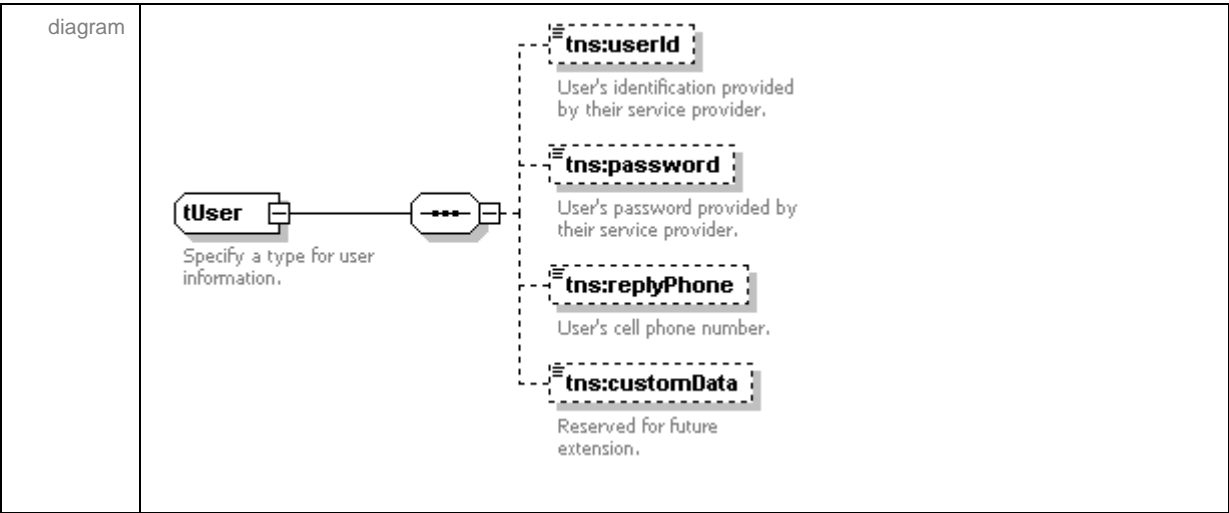 diagram
tns:userId
User's identification provided
by their service provider.
tns:password
User's password provided by
their service provider.
tUser
Specify a type for user
information.
tns:replyPhone
User's cell phone number.
tns:customData
Reserved for future
extension.